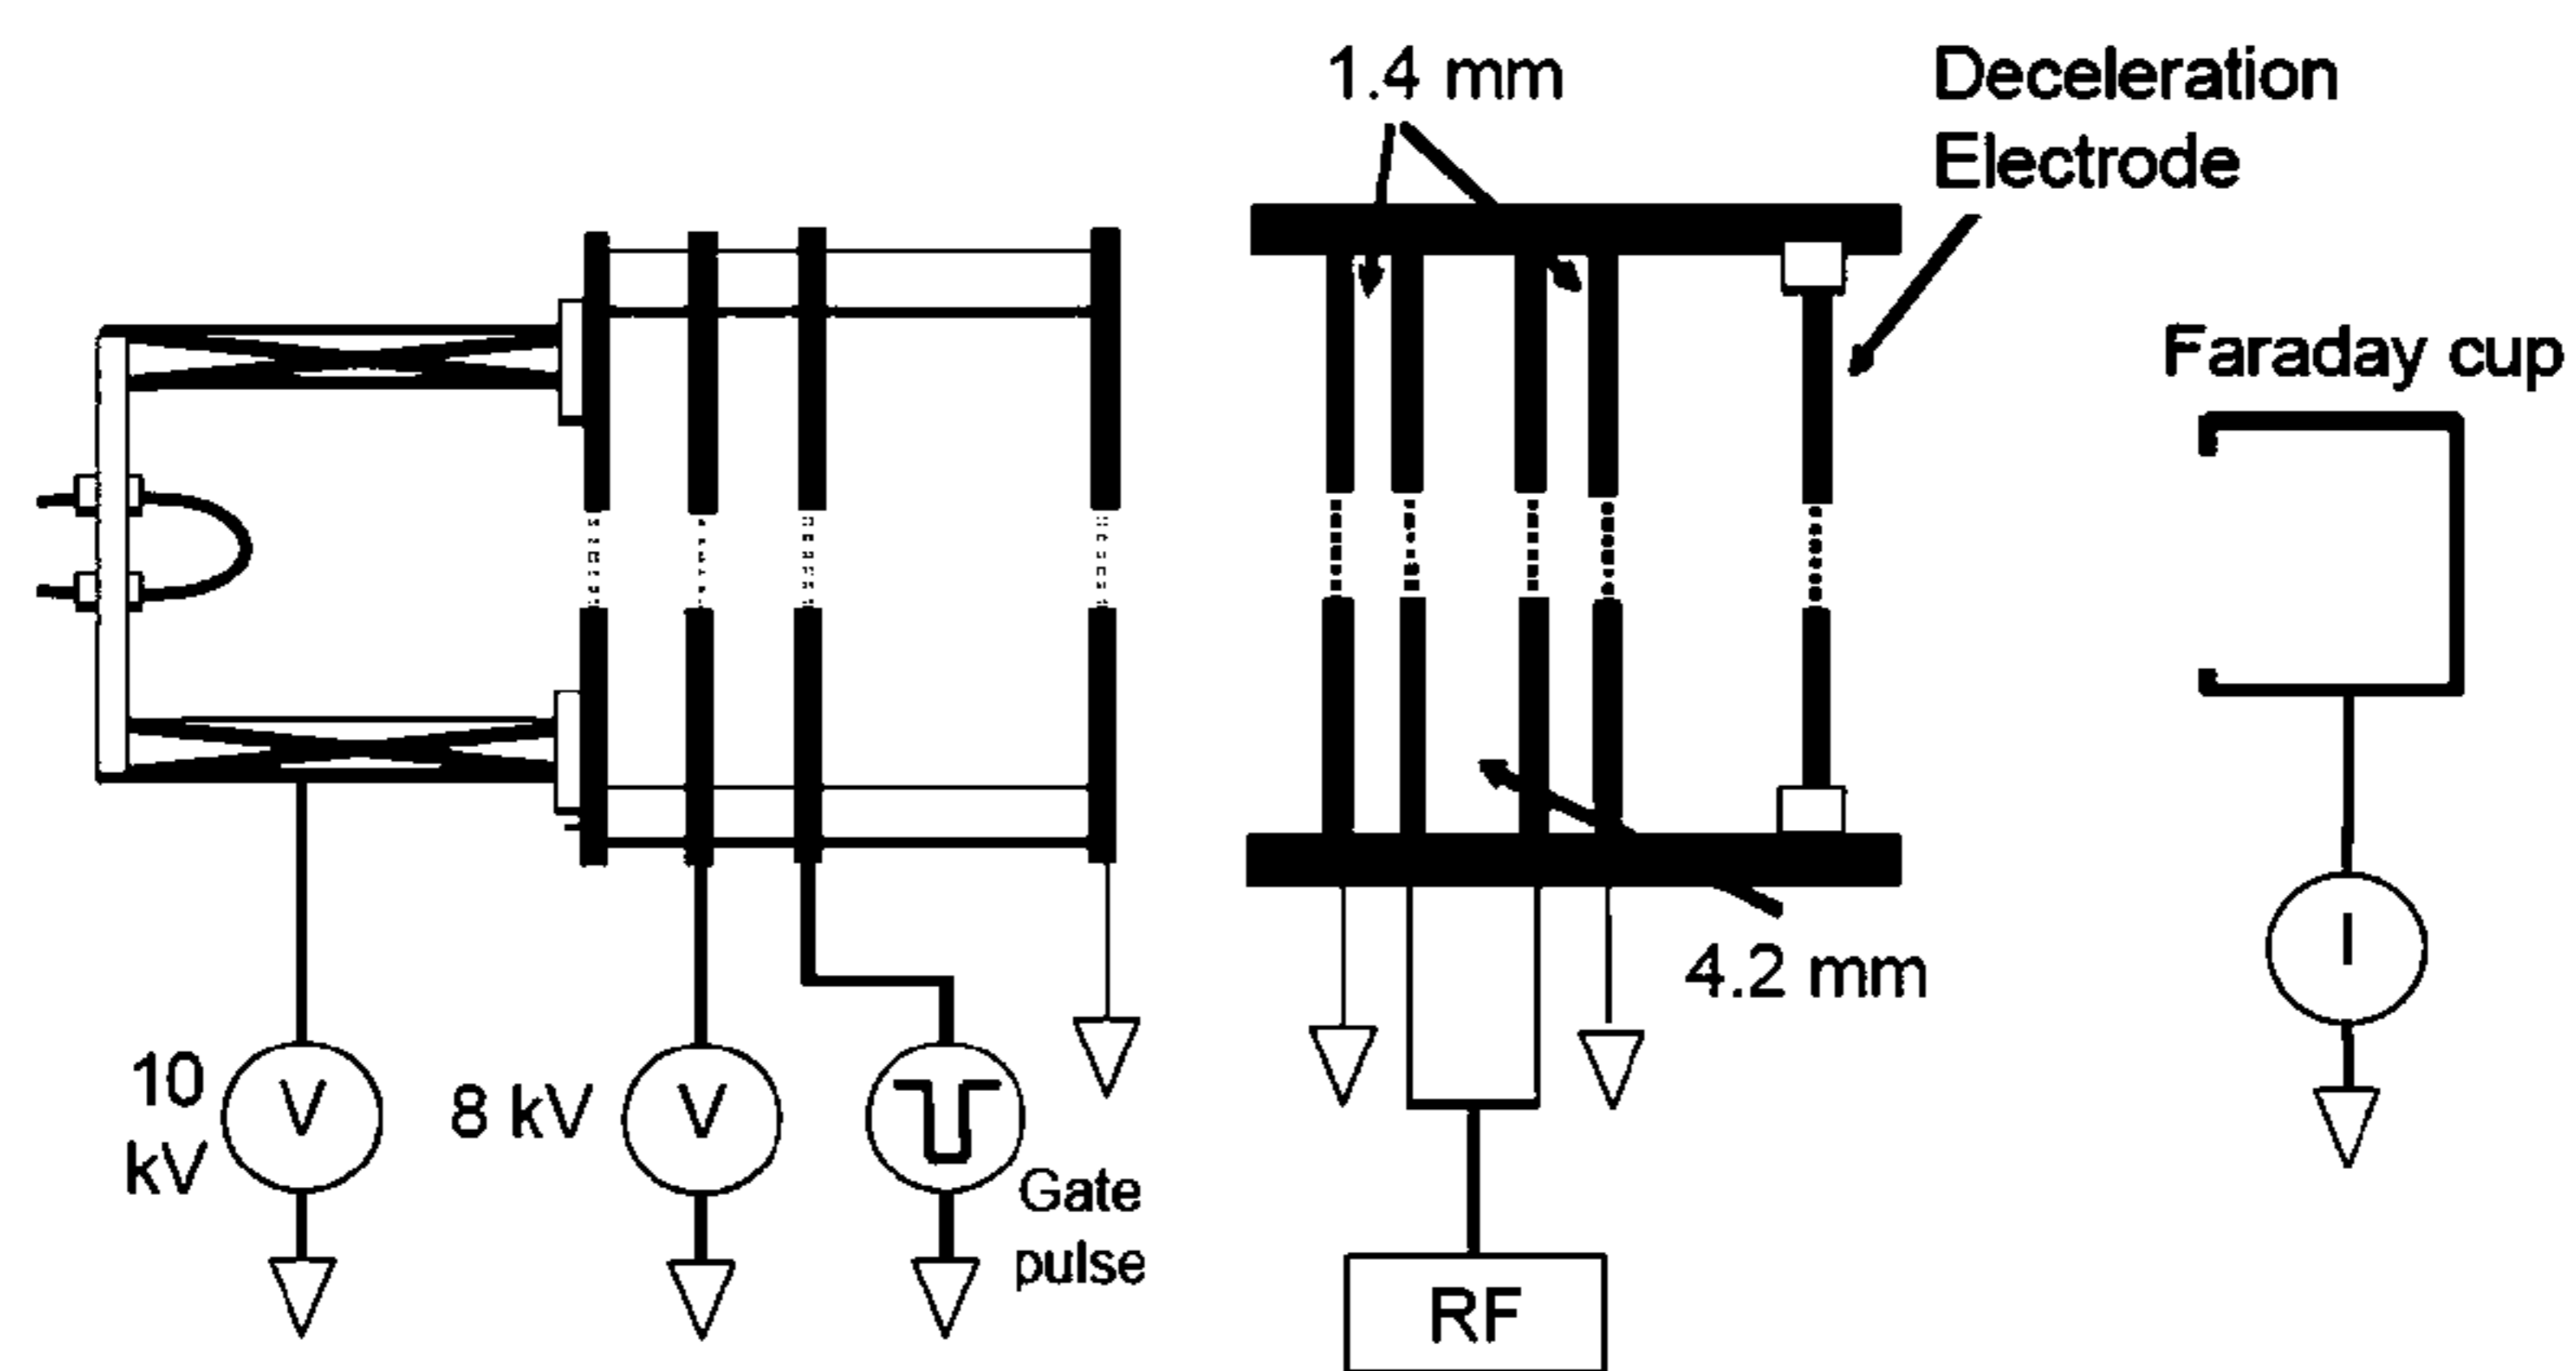 1.4 mm
Deceleration
Electrode
Faraday cup
4.2 mm
I
10
kV
V
8 kV
V
Gate
pulse
RF